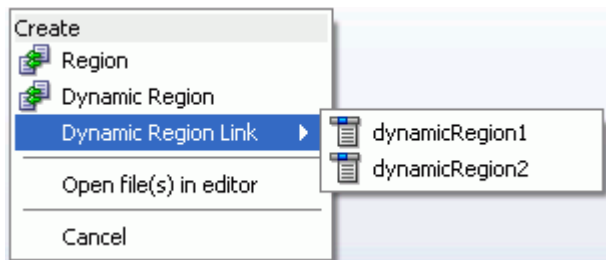 Create
Region
Dynamic Region
Dynamic Region Link
dynamicRegion1
dynamicRegion2
Open file(s) in editor
Cancel